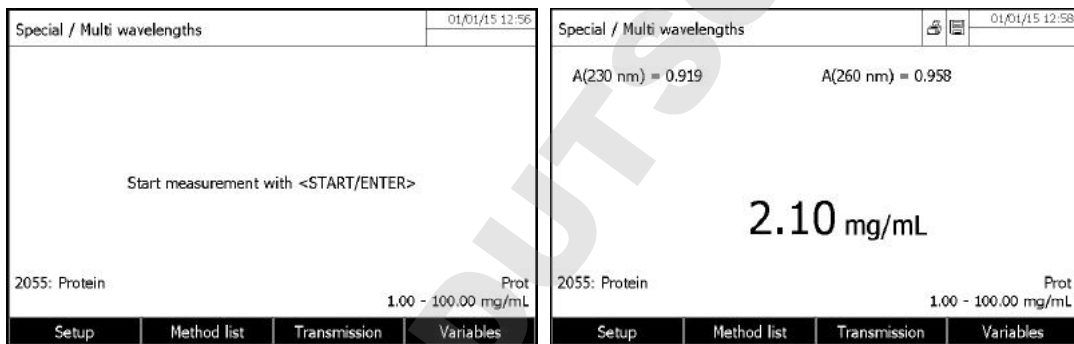 Special / Multi wavelengths
01/01/15 12:56
Start measurement with <START/ENTER>
2055: Protein
Prot
1.00 - 100.00 mg/mL
Setup Method list Transmission Variables
Special / Multi wavelengths
01/01/15 12:58
A(230 nm) = 0.919 A(260 nm) = 0.958
2.10 mg/mL
2055: Protein
Prot
1.00 - 100.00 mg/mL
Setup Method list Transmission Variables